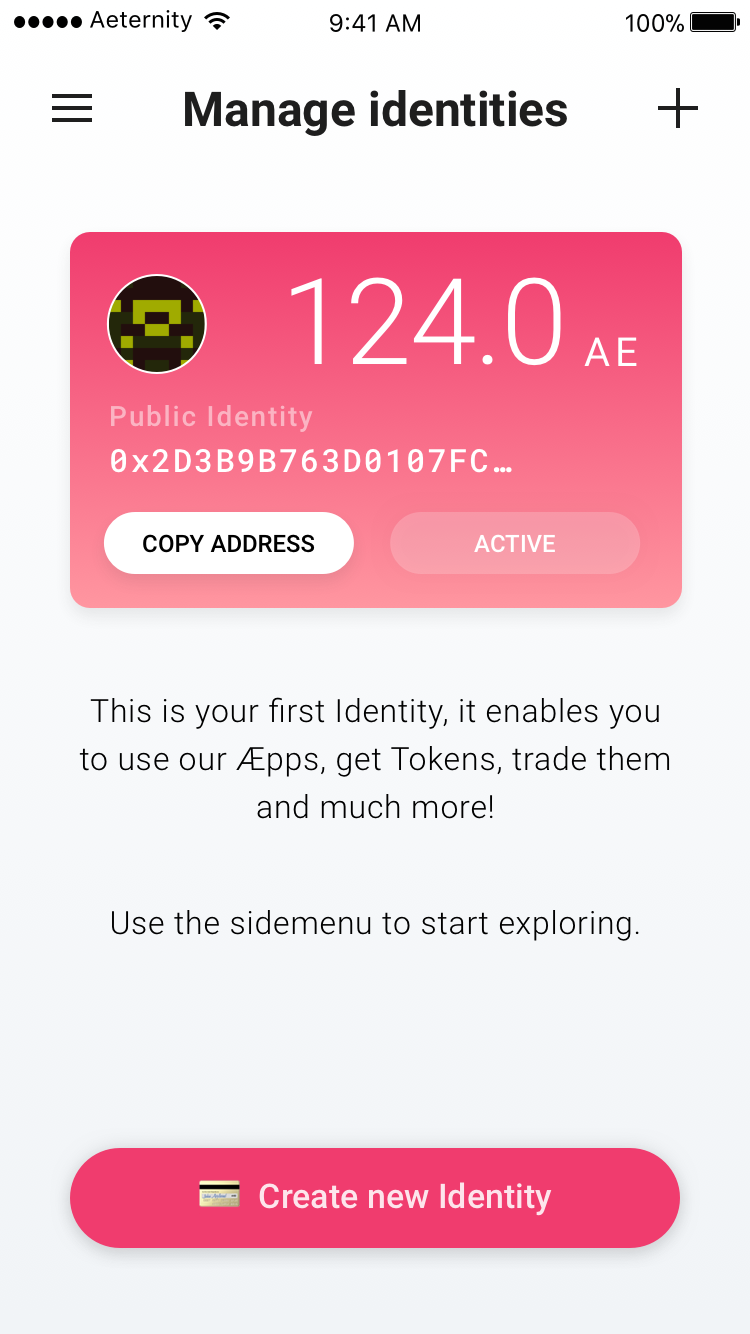 Aeternity 9:41 AM 100%
Manage identities
124.0 AE
Public Identity
0x2D3B9B763D0107FC…
COPY ADDRESS ACTIVE
This is your first Identity, it enables you
to use our Æpps, get Tokens, trade them
and much more!
Use the sidemenu to start exploring.
Create new Identity